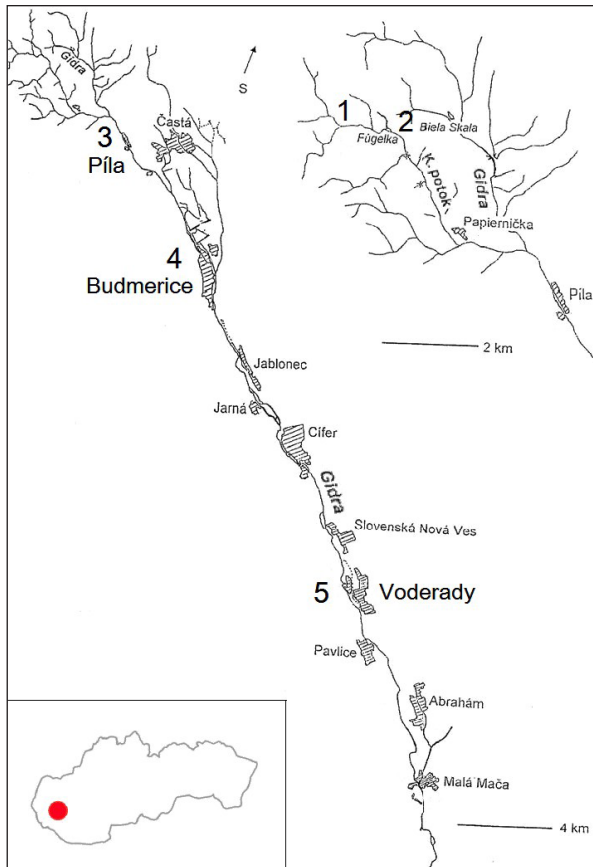 Gidra
S
1
2
Fúgelka
Biela Skala
3
Píla
Častá
K. potok
Gidra
Papiernička
4
Budmerice
Píla
2 km
Jablonec
Jarná
Cífer
Gidra
Slovenská Nová Ves
5
Voderady
Pavlice
Abrahám
Malá Mača
4 km